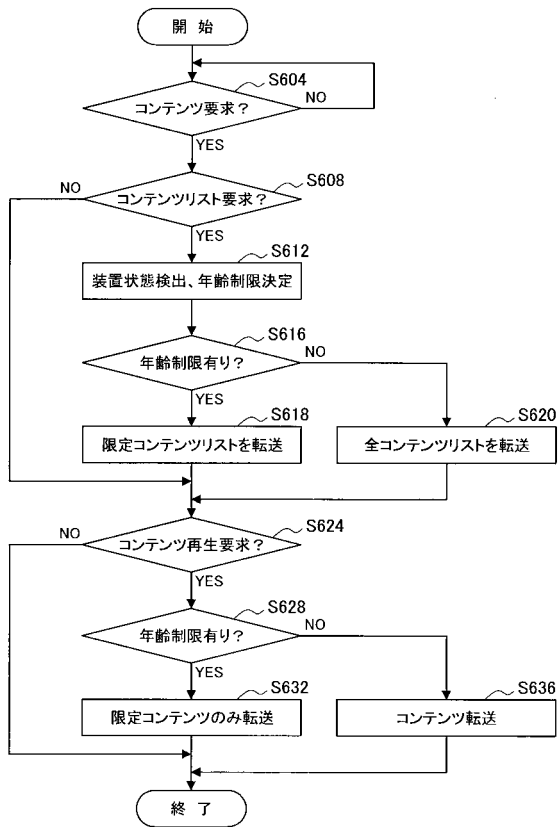 開 始
S604
コンテンツ要求？
NO
YES
S608
NO
コンテンツリスト要求？
YES
S612
装置状態検出、年齢制限決定
S616
年齢制限有り？
NO
YES
S618
限定コンテンツリストを転送
S620
全コンテンツリストを転送
S624
NO
コンテンツ再生要求？
YES
S628
年齢制限有り？
NO
YES
S632
限定コンテンツのみ転送
S636
コンテンツ転送
終 了